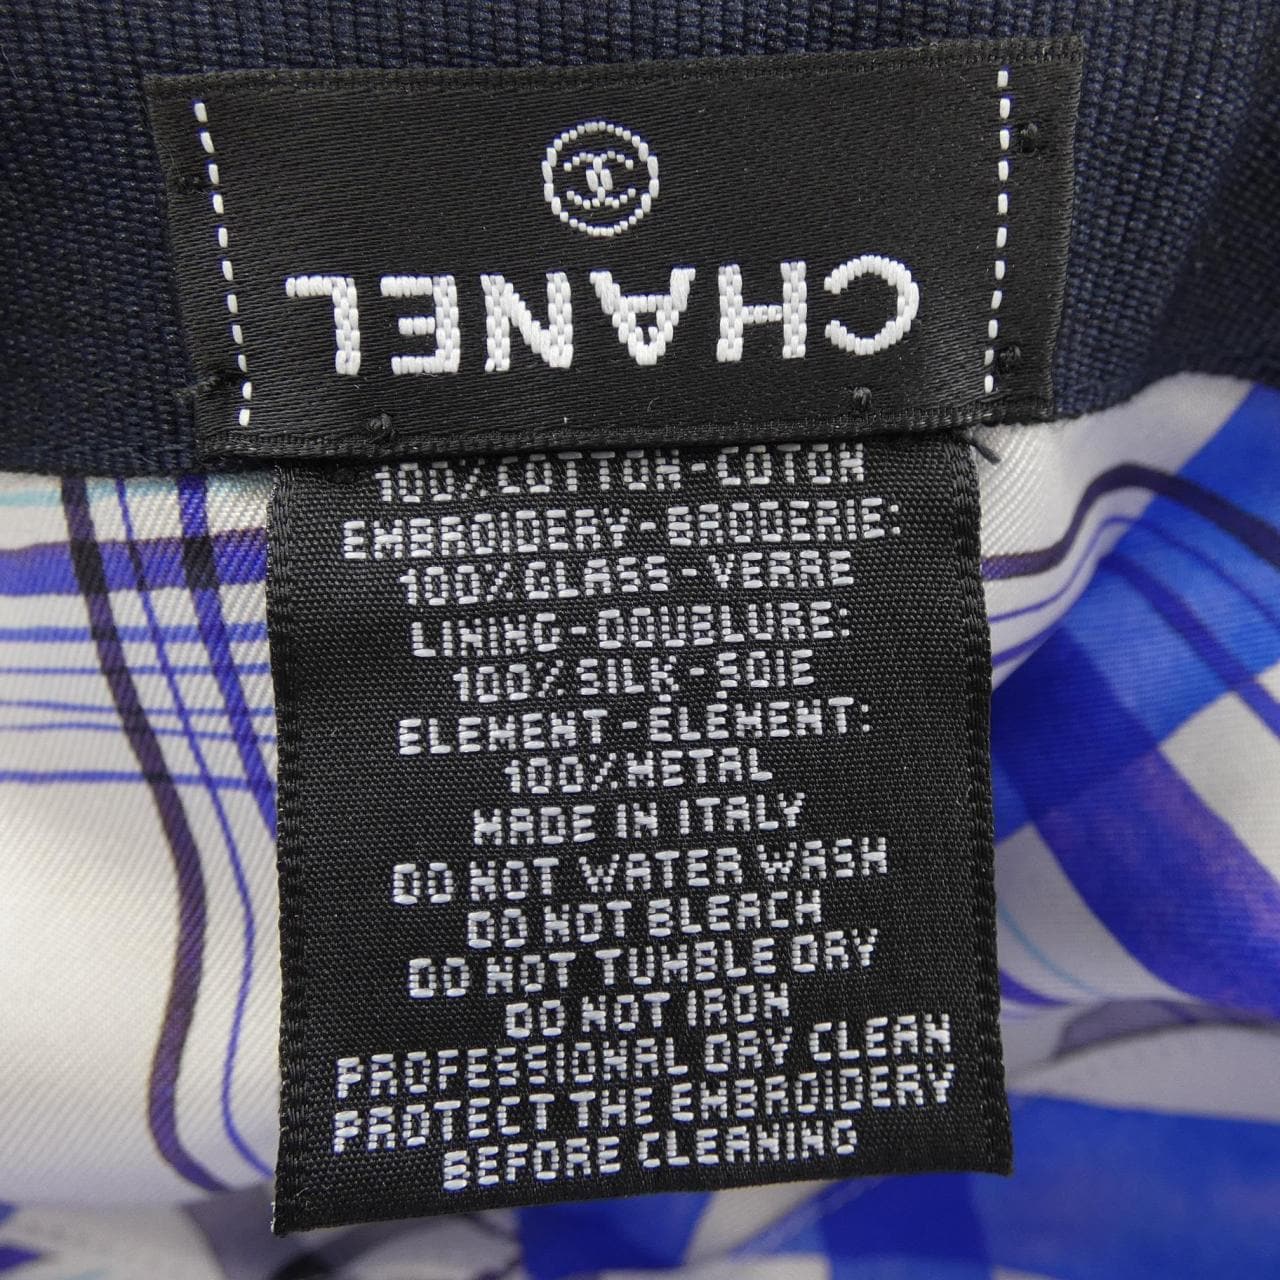 CHANEL
100% COTTON - COTON
EMBROIDERY - BRODERIE:
100% GLASS - VERRE
LINING - DOUBLURE:
100% SILK - SOIE
ELEMENT - ELÉMENT:
100% METAL
MADE IN ITALY
DO NOT WATER WASH
DO NOT BLEACH
DO NOT TUMBLE DRY
DO NOT IRON
PROFESSIONAL DRY CLEAN
PROTECT THE EMBROIDERY
BEFORE CLEANING